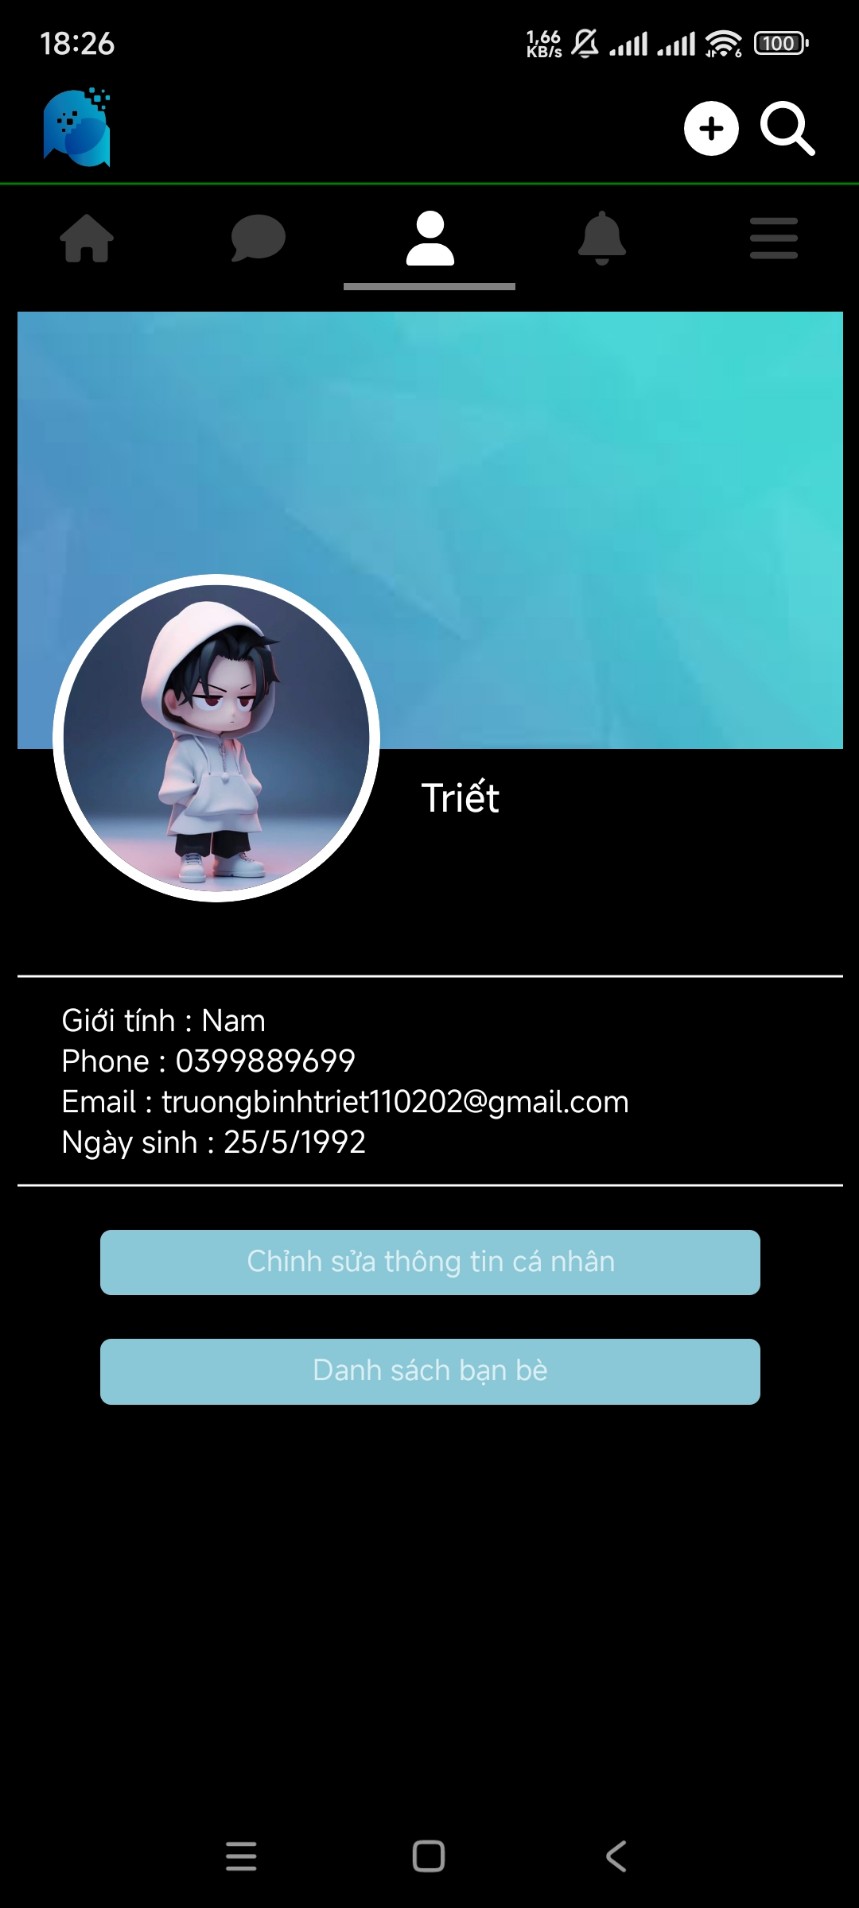 18:26
1,66
KB/s
6
100
Triết
Giới tính : Nam
Phone : 0399889699
Email : truongbinhtriet110202@gmail.com
Ngày sinh : 25/5/1992
Chỉnh sửa thông tin cá nhân
Danh sách bạn bè